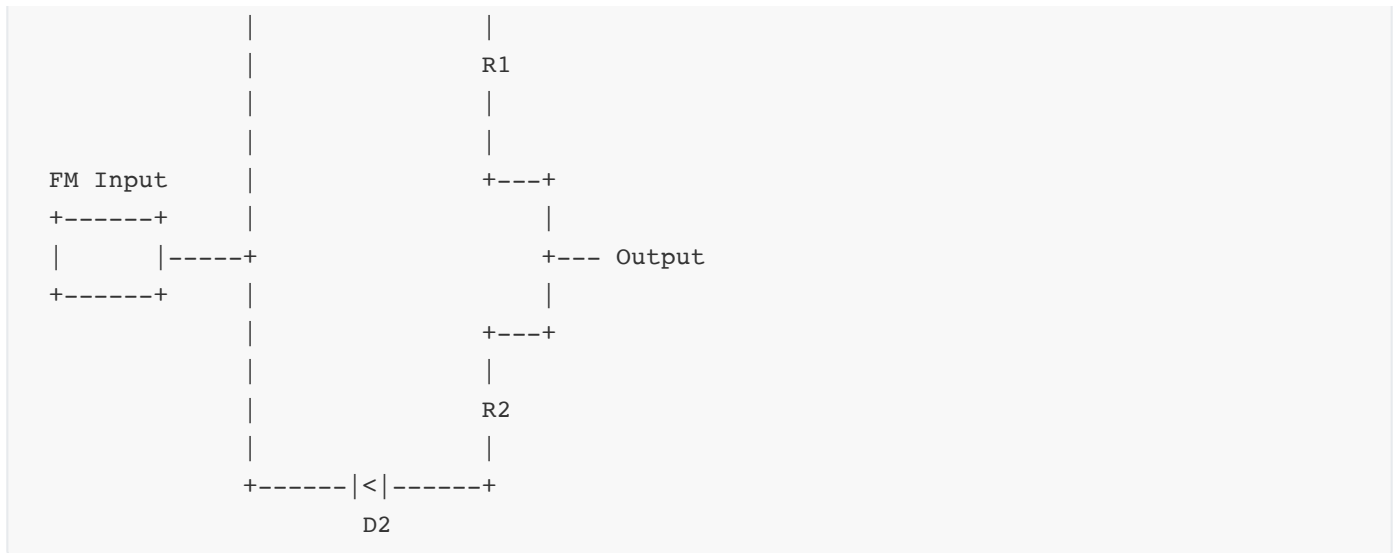 |                |
|                R1
|                |
|                |
FM Input      |                +---+
+------+      |                    |
|       |-----+                    +--- Output
+------+      |                    |
|                +---+
|                |
|                R2
|                |
+------|<|------+
D2